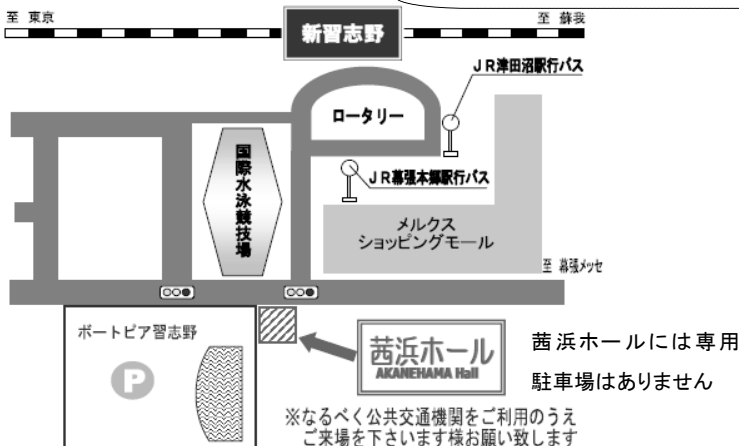 至 東京
新習志野
至 蘇我
JR津田沼駅行バス
ロータリー
国際水泳競技場
JR幕張本郷駅行バス
メルクス
ショッピングモール
至 幕張メッセ
ボートピア習志野
P
茜浜ホール
AKANEHAMA Hall
茜浜ホールには専用
駐車場はありません
※なるべく公共交通機関をご利用のうえ
ご来場を下さいます様お願い致します